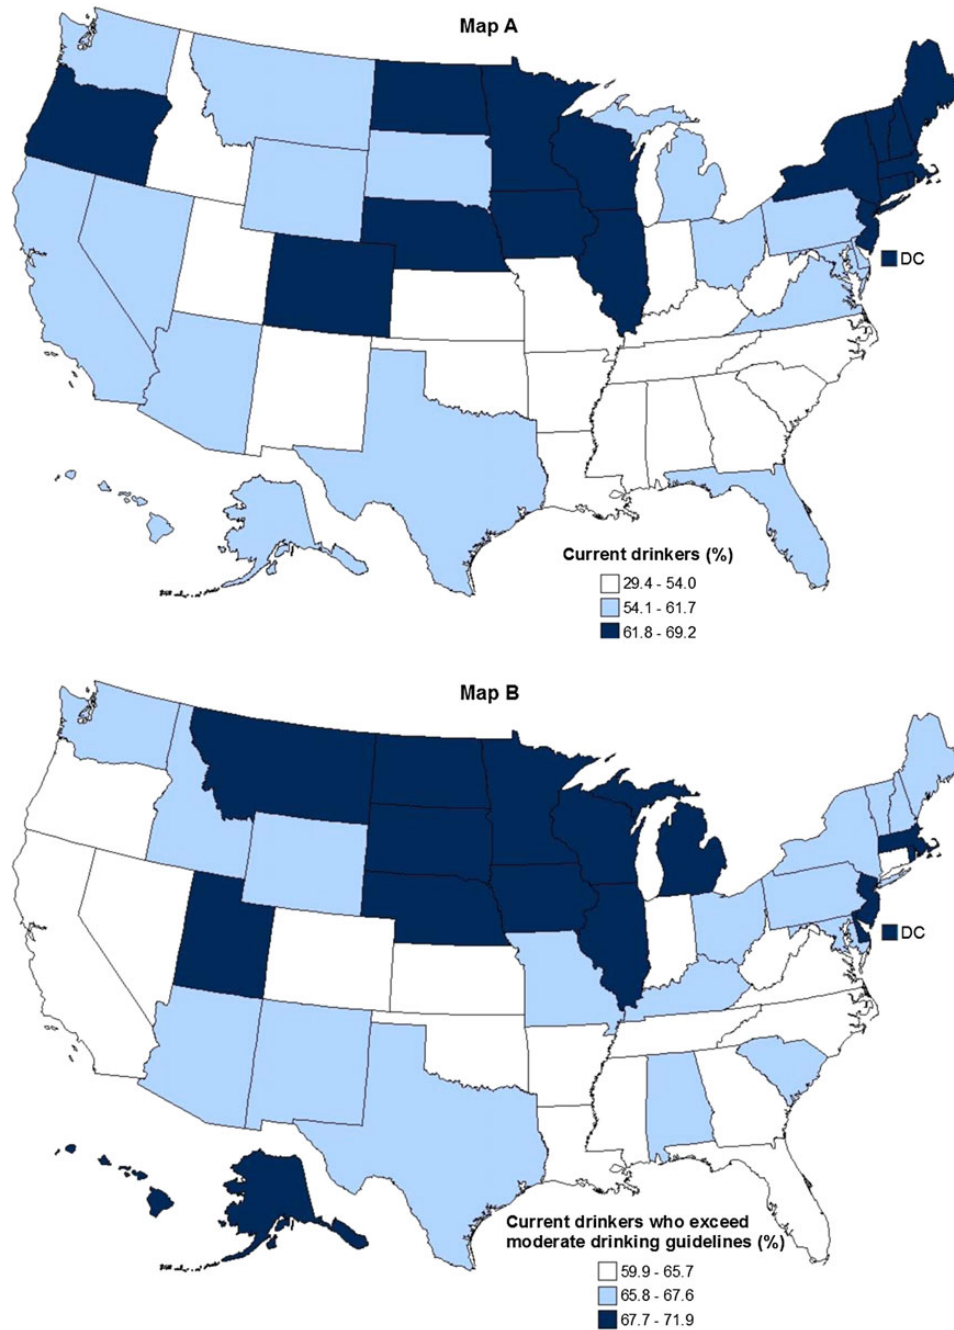 Map A
DC
Current drinkers (%)
29.4 - 54.0
54.1 - 61.7
61.8 - 69.2
Map B
DC
Current drinkers who exceed
moderate drinking guidelines (%)
59.9 - 65.7
65.8 - 67.6
67.7 - 71.9